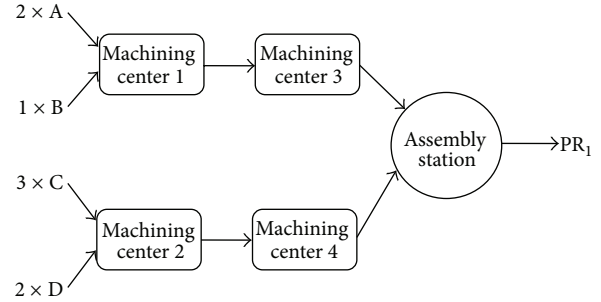 2 × A
1 × B
Machining
center 1
Machining
center 3
Assembly
station
PR₁
3 × C
2 × D
Machining
center 2
Machining
center 4